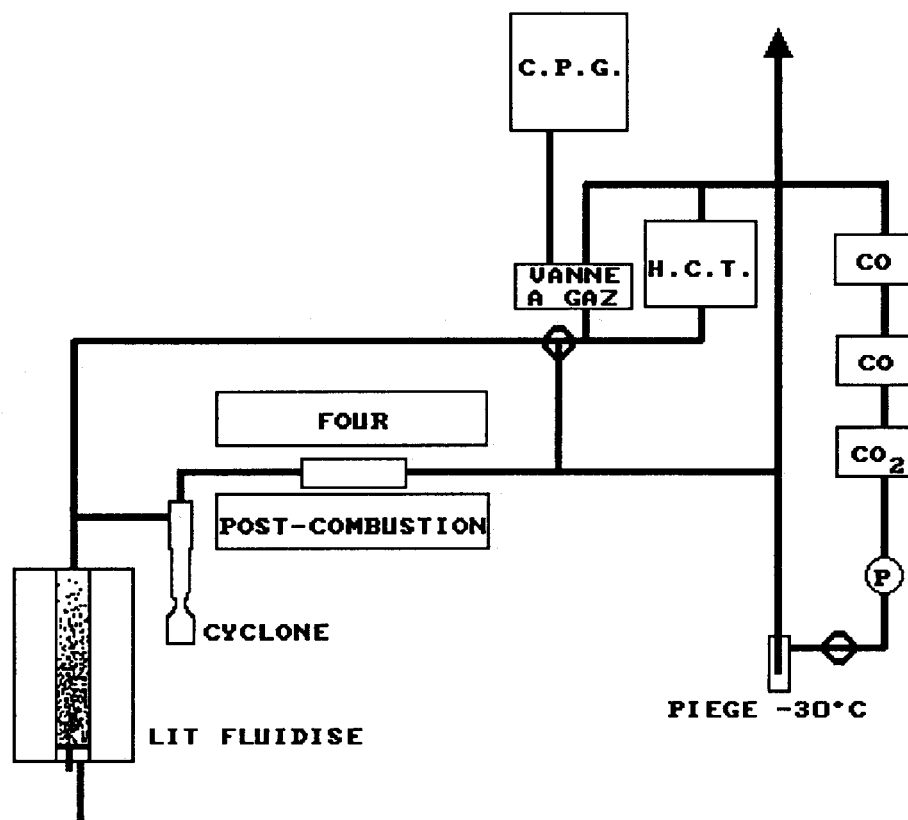 C.P.G.
VANNE
A GAZ
H.C.T.
CO
CO
CO2
FOUR
POST-COMBUSTION
P
CYCLONE
PIEGE -30°C
LIT FLUIDISE